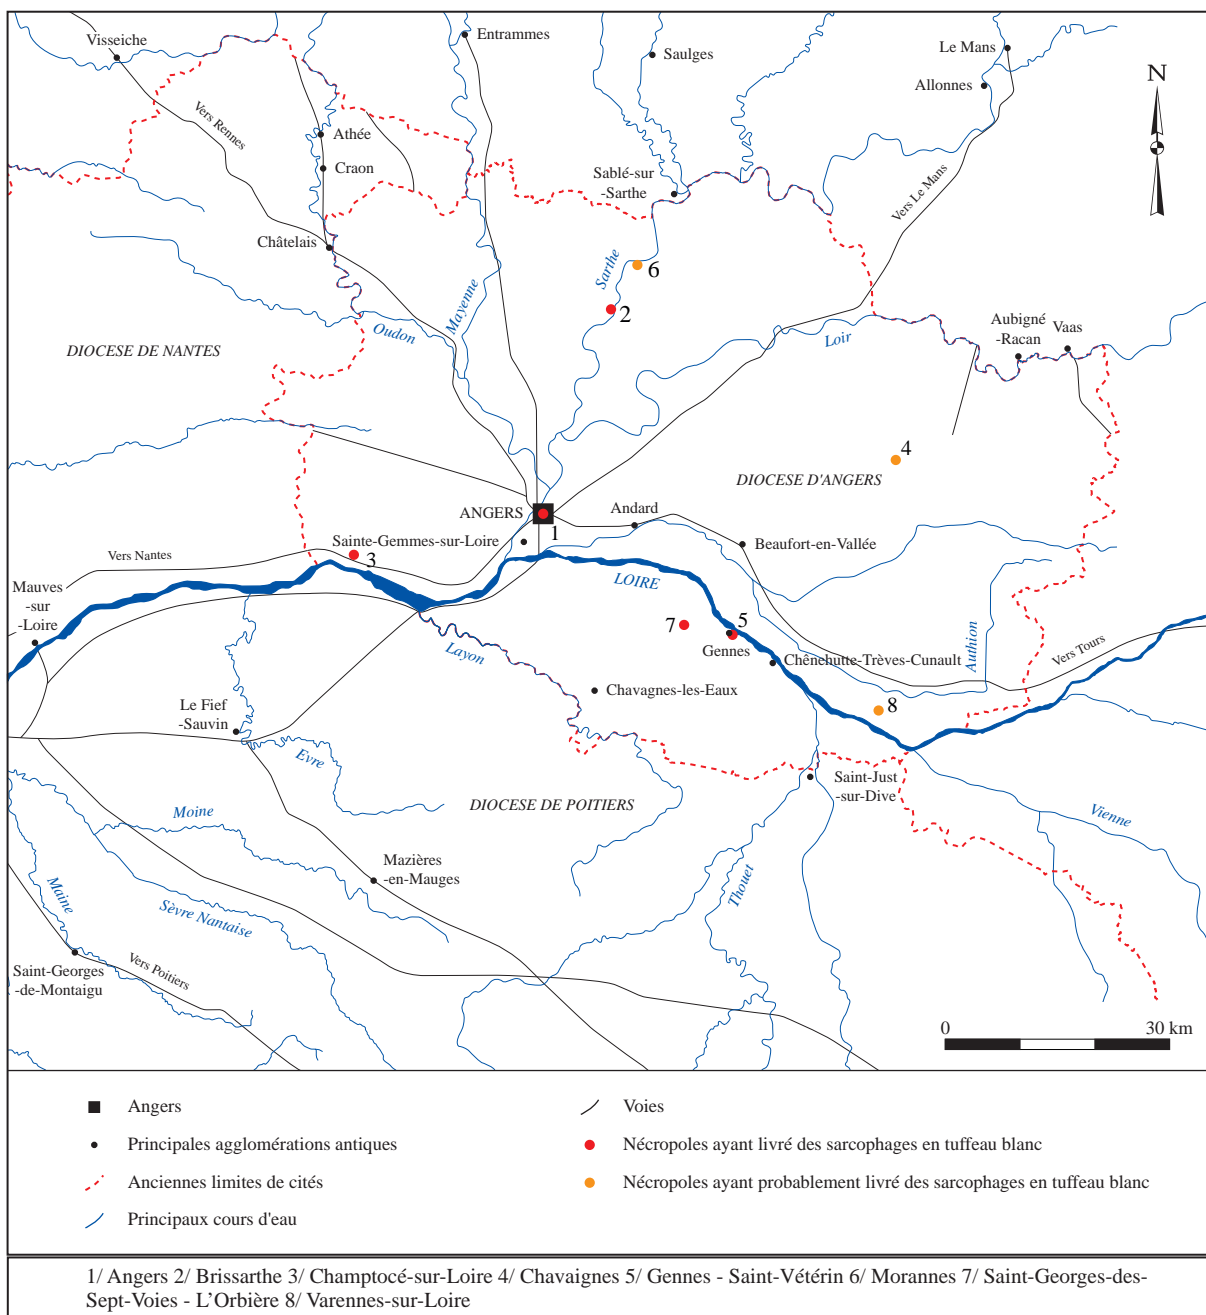 Visseiche
Entrammes
Saulges
Le Mans
Allonnes
N
Vers Rennes
Athée
Craon
Sablé-sur
-Sarthe
Vers Le Mans
Châtelais
Sarthe
6
Mayenne
2
Oudon
Loir
Aubigné
-Racan
Vaas
DIOCESE DE NANTES
4
DIOCESE D'ANGERS
ANGERS
1
Andard
Sainte-Gemmes-sur-Loire
Beaufort-en-Vallée
Vers Nantes
3
LOIRE
Mauves
-sur
-Loire
7
5
Gennes
Authion
Layon
Chênehutte-Trèves-Cunault
Vers Tours
Chavagnes-les-Eaux
Le Fief
-Sauvin
8
Evre
Saint-Just
-sur-Dive
DIOCESE DE POITIERS
Moine
Vienne
Mazières
-en-Mauges
Thouet
Maine
Sèvre Nantaise
Vers Poitiers
Saint-Georges
-de-Montaigu
0 30 km
Angers
Voies
Principales agglomérations antiques
Nécropoles ayant livré des sarcophages en tuffeau blanc
Anciennes limites de cités
Nécropoles ayant probablement livré des sarcophages en tuffeau blanc
Principaux cours d'eau
1/ Angers 2/ Brissarthe 3/ Champtocé-sur-Loire 4/ Chavaignes 5/ Gennes - Saint-Vétérin 6/ Morannes 7/ Saint-Georges-des-
Sept-Voies - L'Orbière 8/ Varennes-sur-Loire